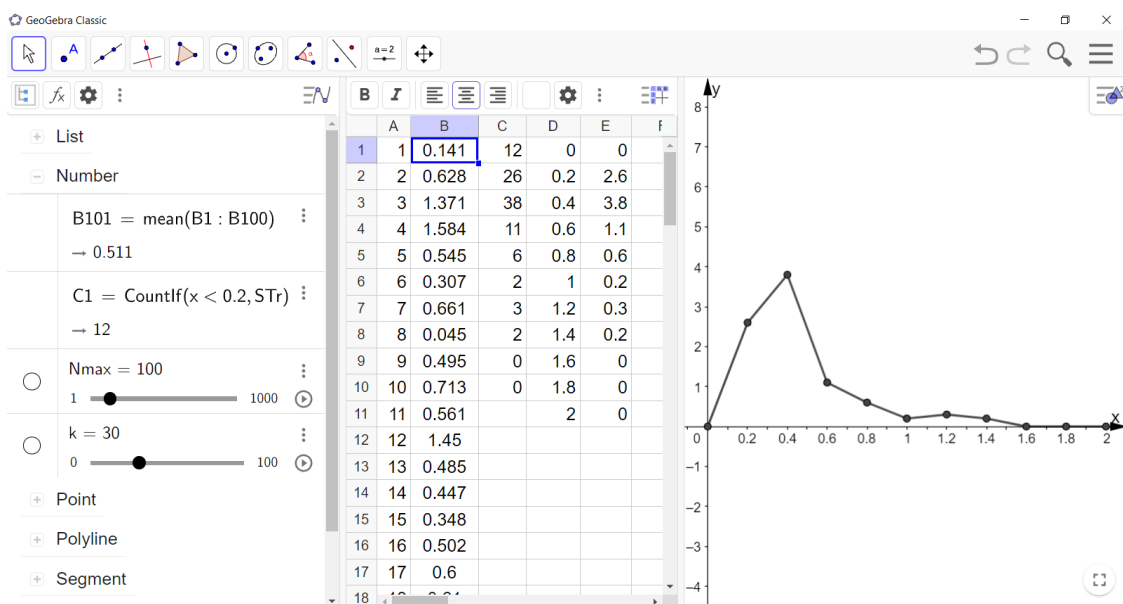 GeoGebra Classic
A
a=2
fx
B I
List
Number
B101 = mean(B1 : B100)
→ 0.511
C1 = CountIf(x < 0.2, STr)
→ 12
Nmax = 100
1 1000
k = 30
0 100
Point
Polyline
Segment
A B C D E F
1 1 0.141 12 0 0
2 2 0.628 26 0.2 2.6
3 3 1.371 38 0.4 3.8
4 4 1.584 11 0.6 1.1
5 5 0.545 6 0.8 0.6
6 6 0.307 2 1 0.2
7 7 0.661 3 1.2 0.3
8 8 0.045 2 1.4 0.2
9 9 0.495 0 1.6 0
10 10 0.713 0 1.8 0
11 11 0.561 2 0
12 12 1.45
13 13 0.485
14 14 0.447
15 15 0.348
16 16 0.502
17 17 0.6
18
y
8
7
6
5
4
3
2
1
x
0 0.2 0.4 0.6 0.8 1 1.2 1.4 1.6 1.8 2
−1
−2
−3
−4